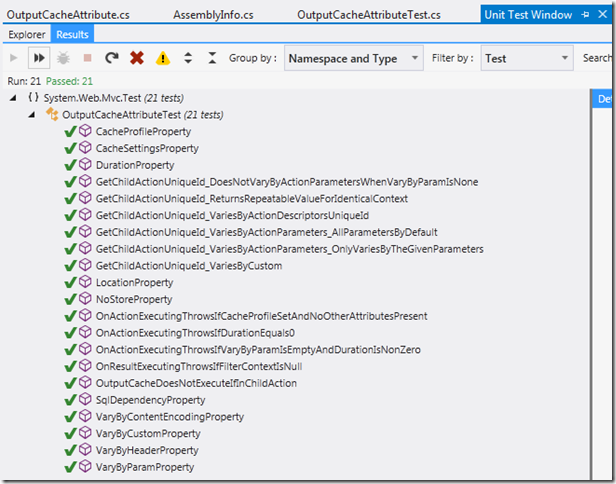 OutputCacheAttribute.cs AssemblyInfo.cs OutputCacheAttributeTest.cs Unit Test Window
Explorer Results
Group by : Namespace and Type Filter by : Test Search
Run: 21 Passed: 21
{ } System.Web.Mvc.Test (21 tests) De
OutputCacheAttributeTest (21 tests)
CacheProfileProperty
CacheSettingsProperty
DurationProperty
GetChildActionUniqueId_DoesNotVaryByActionParametersWhenVaryByParamIsNone
GetChildActionUniqueId_ReturnsRepeatableValueForIdenticalContext
GetChildActionUniqueId_VariesByActionDescriptorsUniqueId
GetChildActionUniqueId_VariesByActionParameters_AllParametersByDefault
GetChildActionUniqueId_VariesByActionParameters_OnlyVariesByTheGivenParameters
GetChildActionUniqueId_VariesByCustom
LocationProperty
NoStoreProperty
OnActionExecutingThrowsIfCacheProfileSetAndNoOtherAttributesPresent
OnActionExecutingThrowsIfDurationEquals0
OnActionExecutingThrowsIfVaryByParamIsEmptyAndDurationIsNonZero
OnResultExecutingThrowsIfFilterContextIsNull
OutputCacheDoesNotExecuteIfInChildAction
SqlDependencyProperty
VaryByContentEncodingProperty
VaryByCustomProperty
VaryByHeaderProperty
VaryByParamProperty